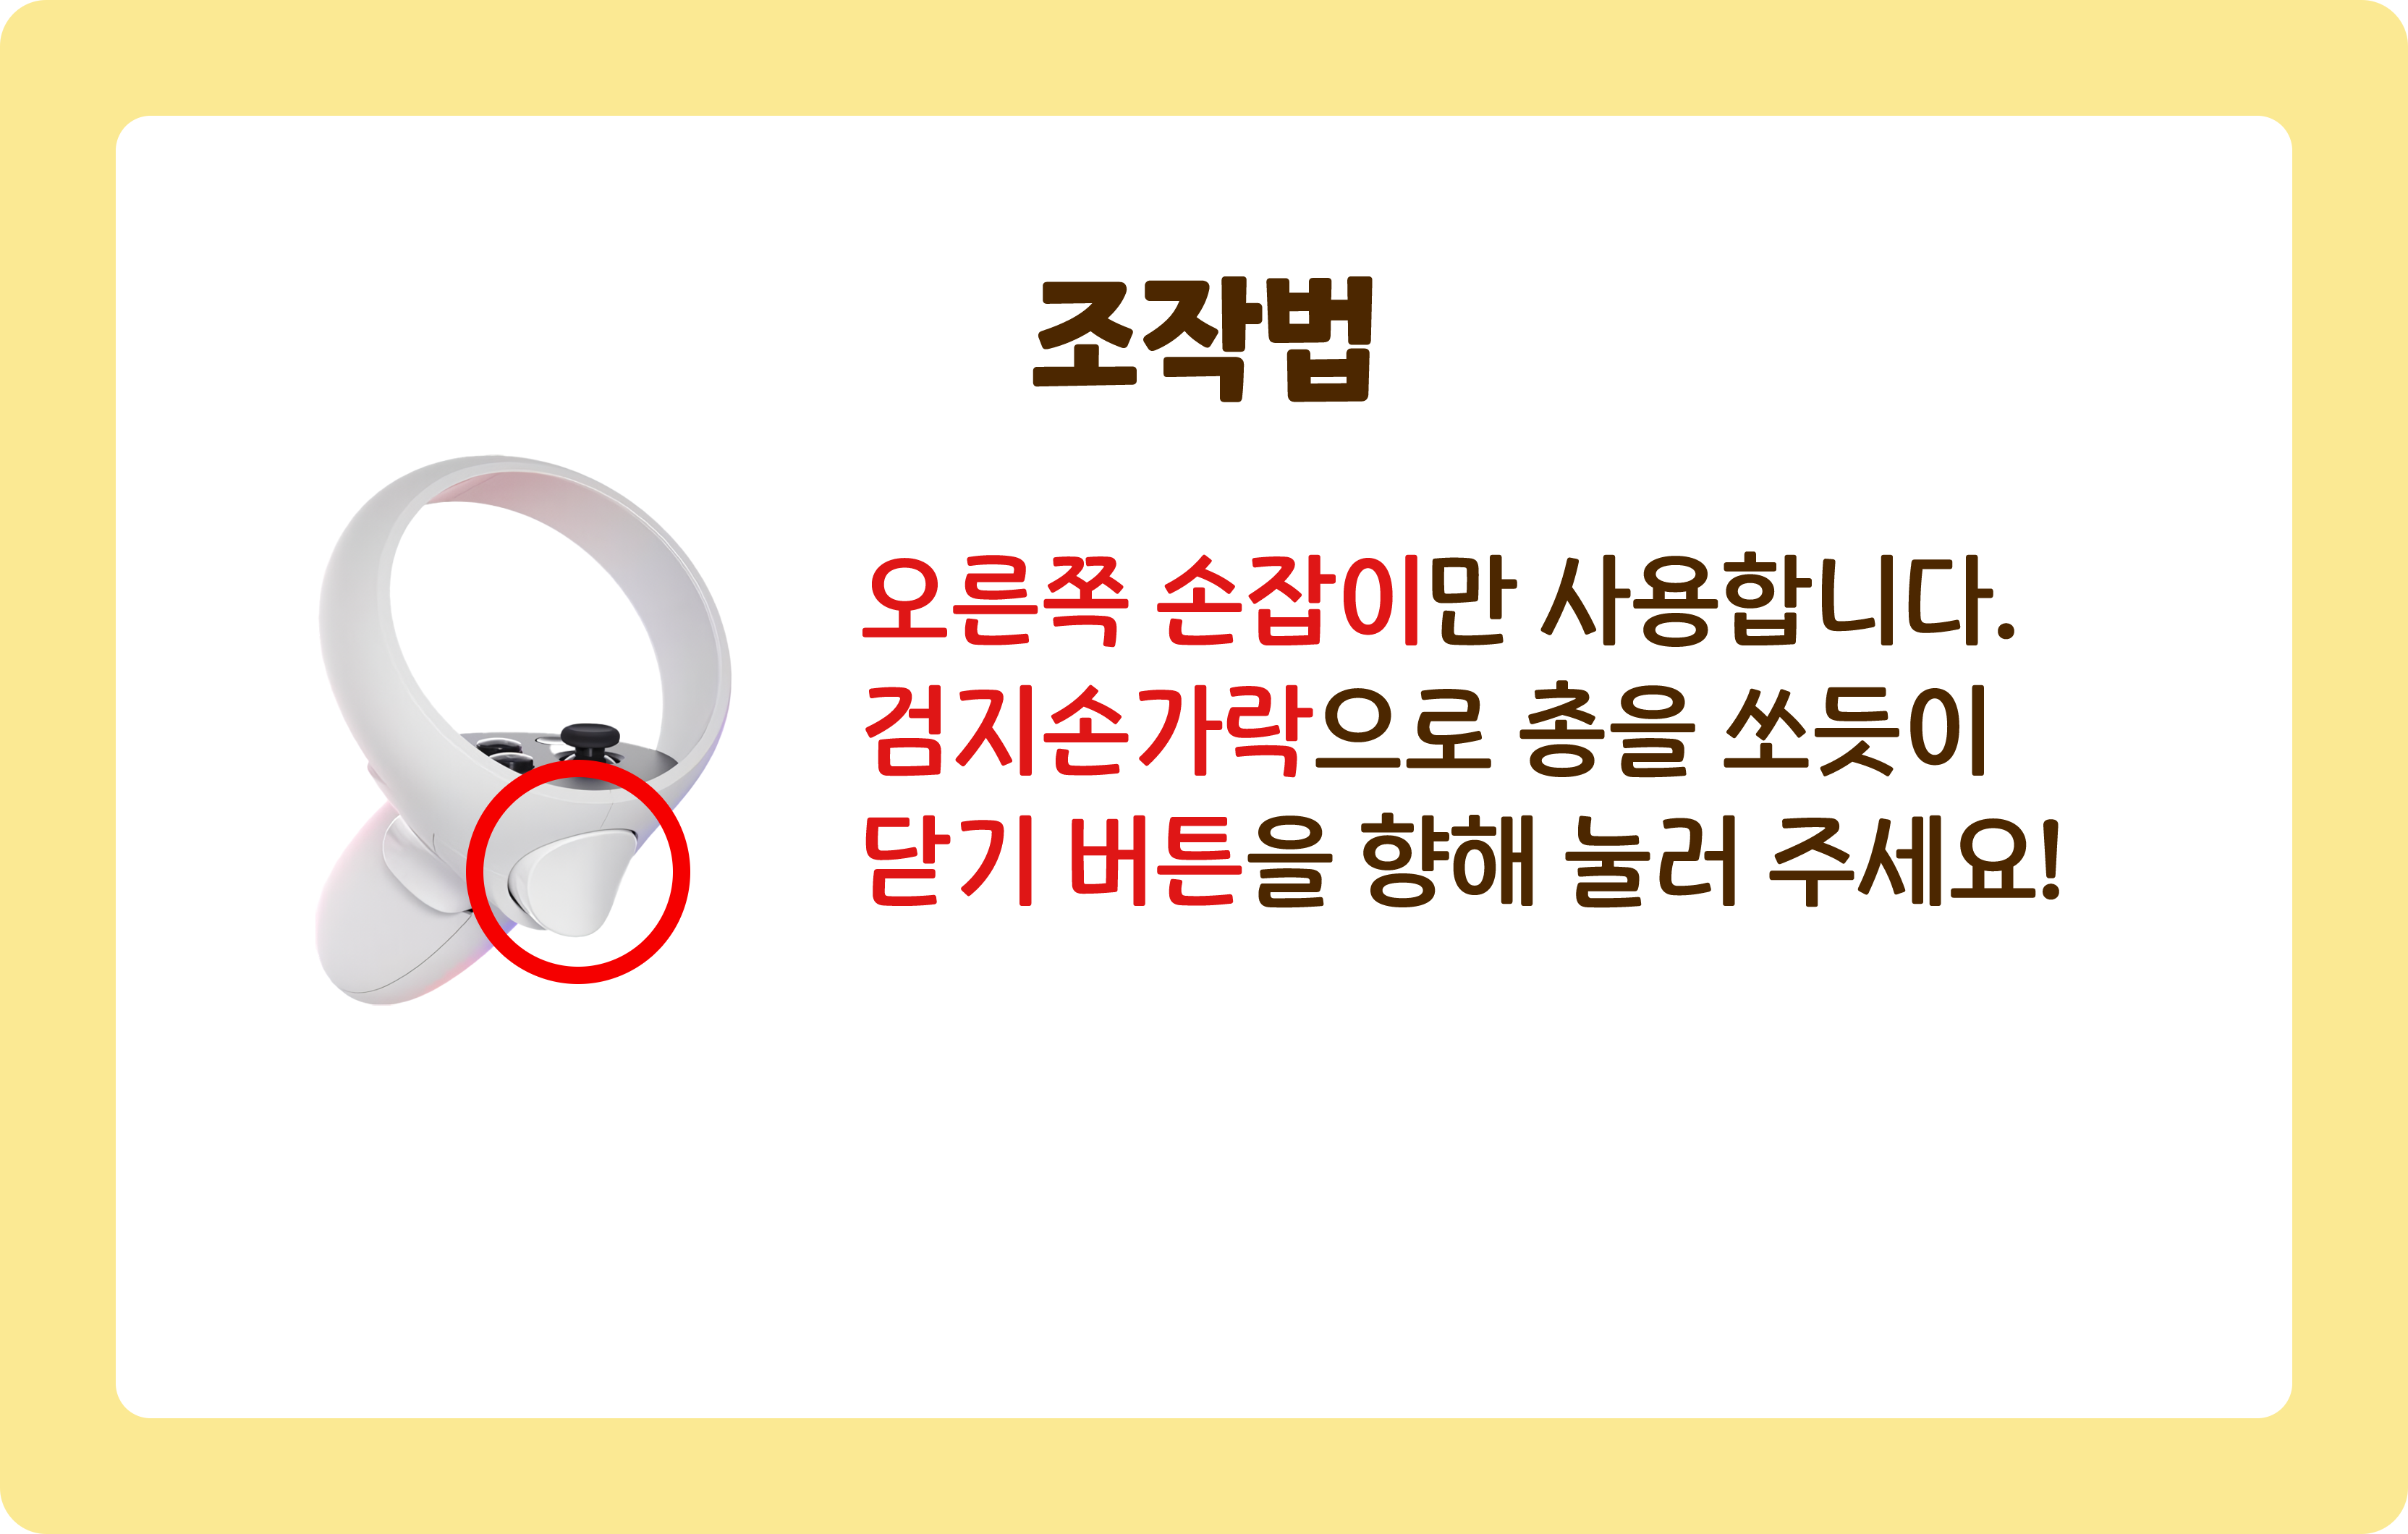 조작법
오른쪽 손잡이만 사용합니다.
검지손가락으로 총을 쏘듯이
닫기 버튼을 향해 눌러 주세요!